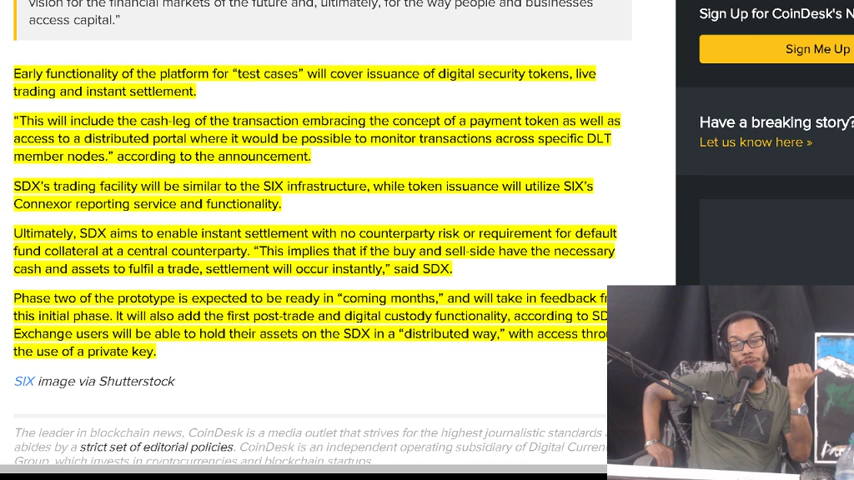 vision for the financial markets of the future and, ultimately, for the way people and businesses
access capital.”
Early functionality of the platform for “test cases” will cover issuance of digital security tokens, live
trading and instant settlement.
“This will include the cash-leg of the transaction embracing the concept of a payment token as well as
access to a distributed portal where it would be possible to monitor transactions across specific DLT
member nodes.” according to the announcement.
SDX’s trading facility will be similar to the SIX infrastructure, while token issuance will utilize SIX’s
Connexor reporting service and functionality.
Ultimately, SDX aims to enable instant settlement with no counterparty risk or requirement for default
fund collateral at a central counterparty. “This implies that if the buy and sell-side have the necessary
cash and assets to fulfil a trade, settlement will occur instantly,” said SDX.
Phase two of the prototype is expected to be ready in “coming months,” and will take in feedback
this initial phase. It will also add the first post-trade and digital custody functionality, according to
Exchange users will be able to hold their assets on the SDX in a “distributed way,” with access
the use of a private key.
SIX image via Shutterstock
The leader in blockchain news, CoinDesk is a media outlet that strives for the highest journalistic standards
abides by a strict set of editorial policies. CoinDesk is an independent operating subsidiary of Digital
Group, which invests in cryptocurrencies and blockchain startups.
Sign Up for CoinDesk's
Sign Me Up
Have a breaking story?
Let us know here »